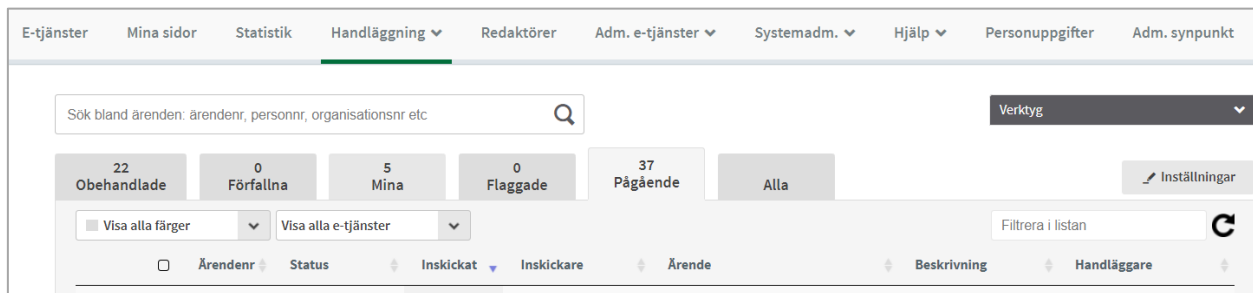 E-tjänster Mina sidor Statistik Handläggning Redaktörer Adm. e-tjänster Systemadm. Hjälp Personuppgifter Adm. synpunkt
Sök bland ärenden: ärendenr, personnr, organisationsnr etc Verktyg
22 0 5 0 37
Obehandlade Förfallna Mina Flaggade Pågående Alla Inställningar
Visa alla färger Visa alla e-tjänster Filtrera i listan
Ärendenr Status Inskickat Inskickare Ärende Beskrivning Handläggare